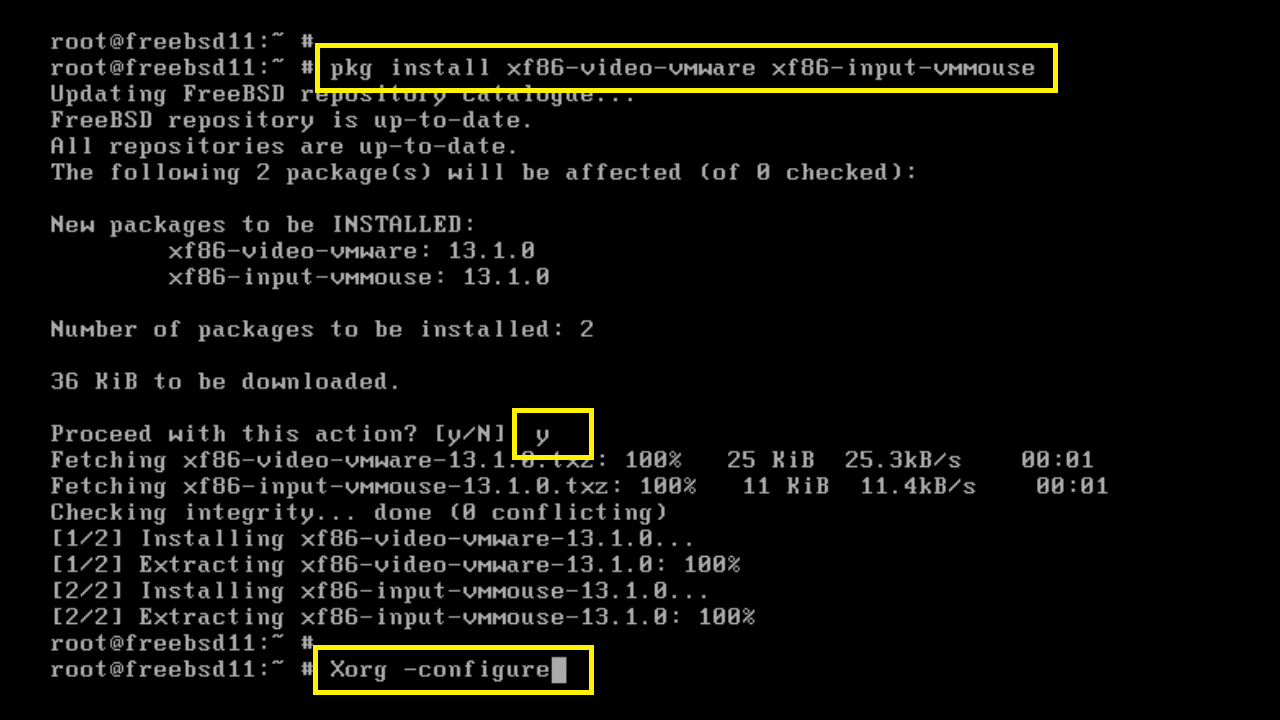 root@freebsd11:~ #
root@freebsd11:~ # pkg install xf86-video-vmware xf86-input-vmmouse
Updating FreeBSD repository catalogue...
FreeBSD repository is up-to-date.
All repositories are up-to-date.
The following 2 package(s) will be affected (of 0 checked):
New packages to be INSTALLED:
xf86-video-vmware: 13.1.0
xf86-input-vmmouse: 13.1.0
Number of packages to be installed: 2
36 KiB to be downloaded.
Proceed with this action? [y/N] y
Fetching xf86-video-vmware-13.1.0.txz: 100% 25 KiB 25.3kB/s 00:01
Fetching xf86-input-vmmouse-13.1.0.txz: 100% 11 KiB 11.4kB/s 00:01
Checking integrity... done (0 conflicting)
[1/2] Installing xf86-video-vmware-13.1.0...
[1/2] Extracting xf86-video-vmware-13.1.0: 100%
[2/2] Installing xf86-input-vmmouse-13.1.0...
[2/2] Extracting xf86-input-vmmouse-13.1.0: 100%
root@freebsd11:~ #
root@freebsd11:~ # Xorg -configure